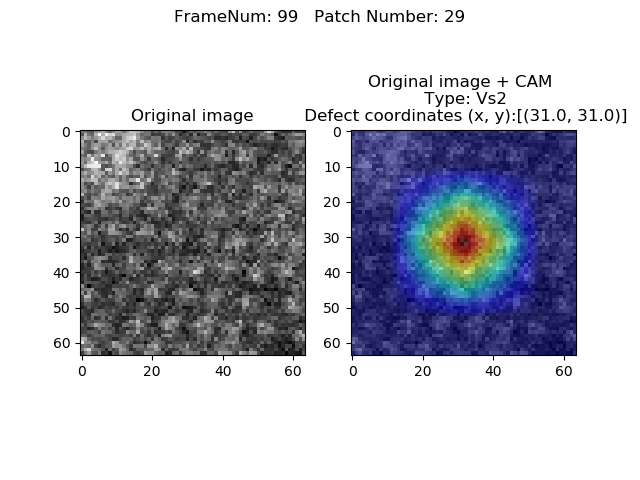 FrameNum: 99   Patch Number: 29
Original image
Original image + CAM
Type: Vs2
Defect coordinates (x, y):[(31.0, 31.0)]
0
10
20
30
40
50
60
0 20 40 60
0
10
20
30
40
50
60
20 40 60